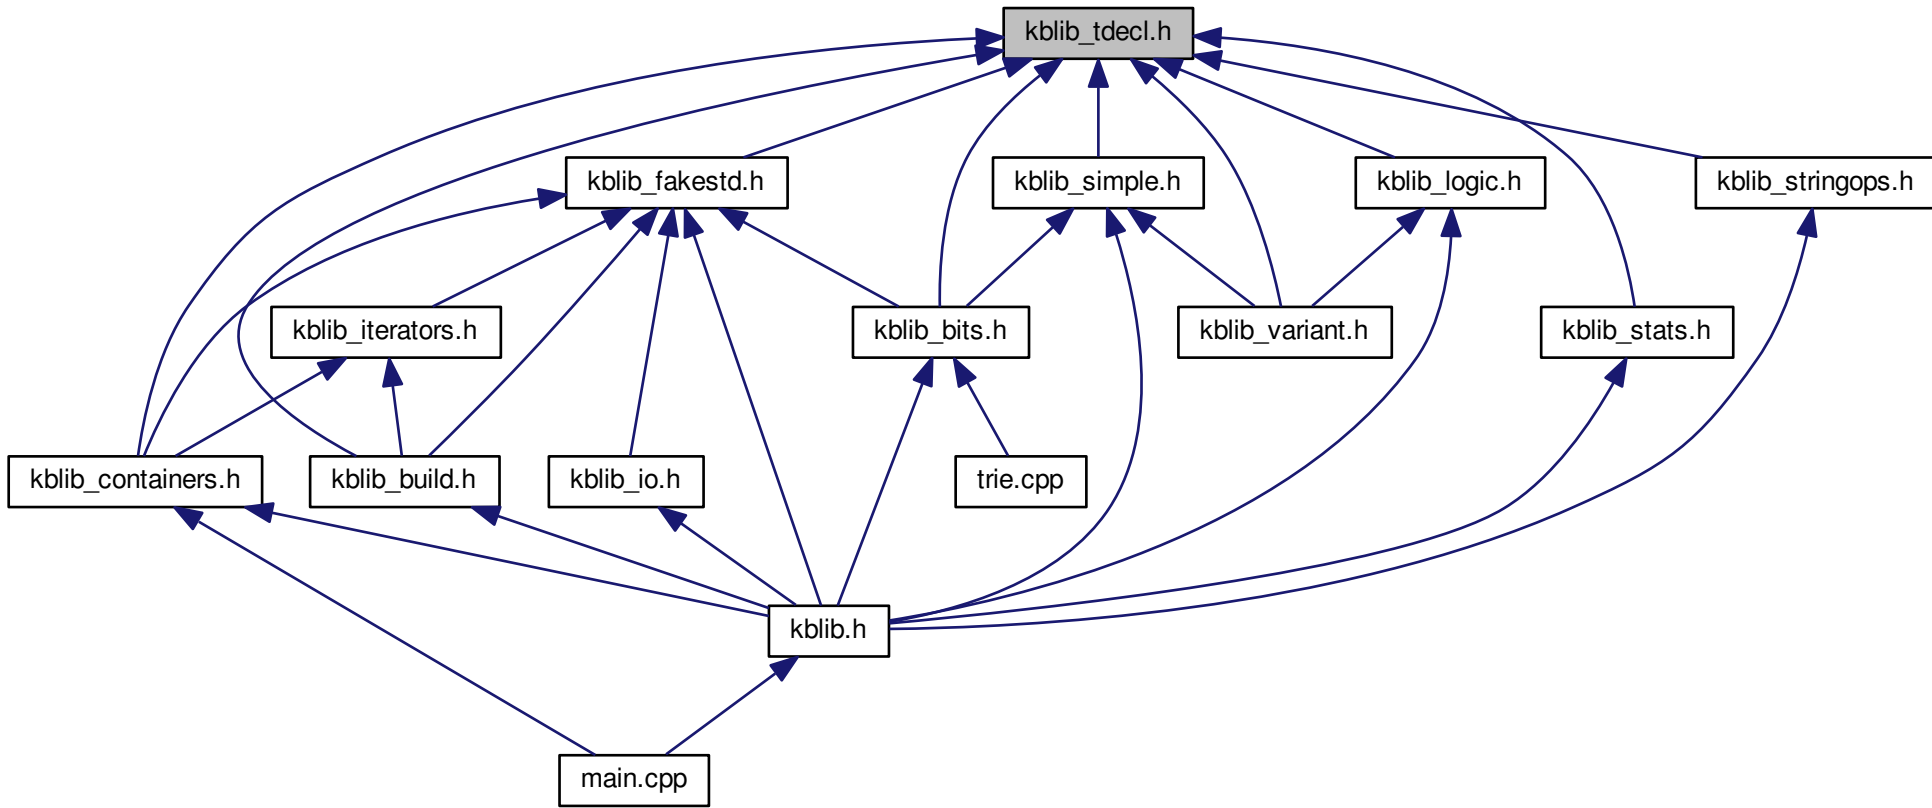 kblib_tdecl.h
kblib_fakestd.h
kblib_simple.h
kblib_logic.h
kblib_stringops.h
kblib_iterators.h
kblib_bits.h
kblib_variant.h
kblib_stats.h
kblib_containers.h
kblib_build.h
kblib_io.h
trie.cpp
kblib.h
main.cpp